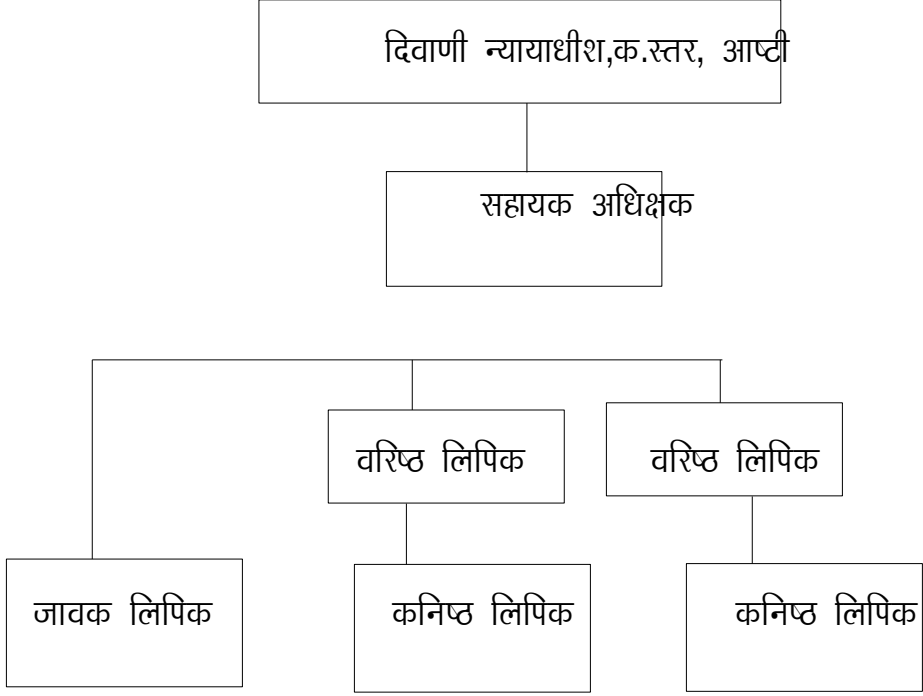 दिवाणी न्यायाधीश,क.स्तर, आष्टी
सहायक अधिक्षक
वरिष्ठ लिपिक
वरिष्ठ लिपिक
जावक लिपिक
कनिष्ठ लिपिक
कनिष्ठ लिपिक